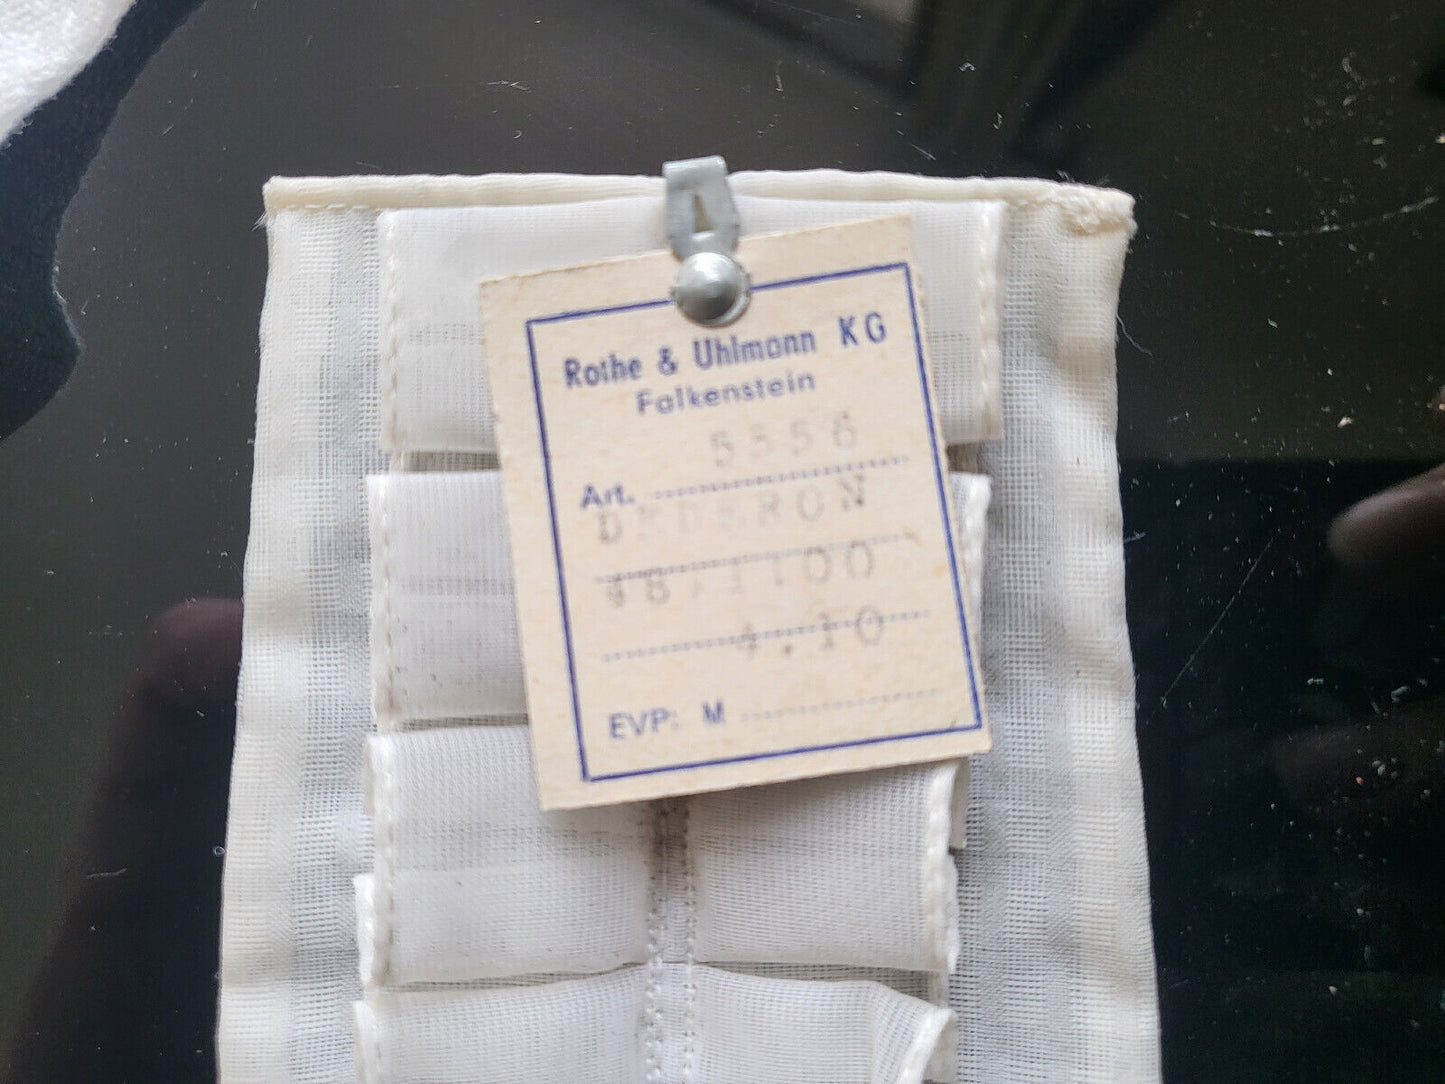 Rothe & Uhlmann KG
Falkenstein
5556
Art.
DEDERON
4.10
EVP: M